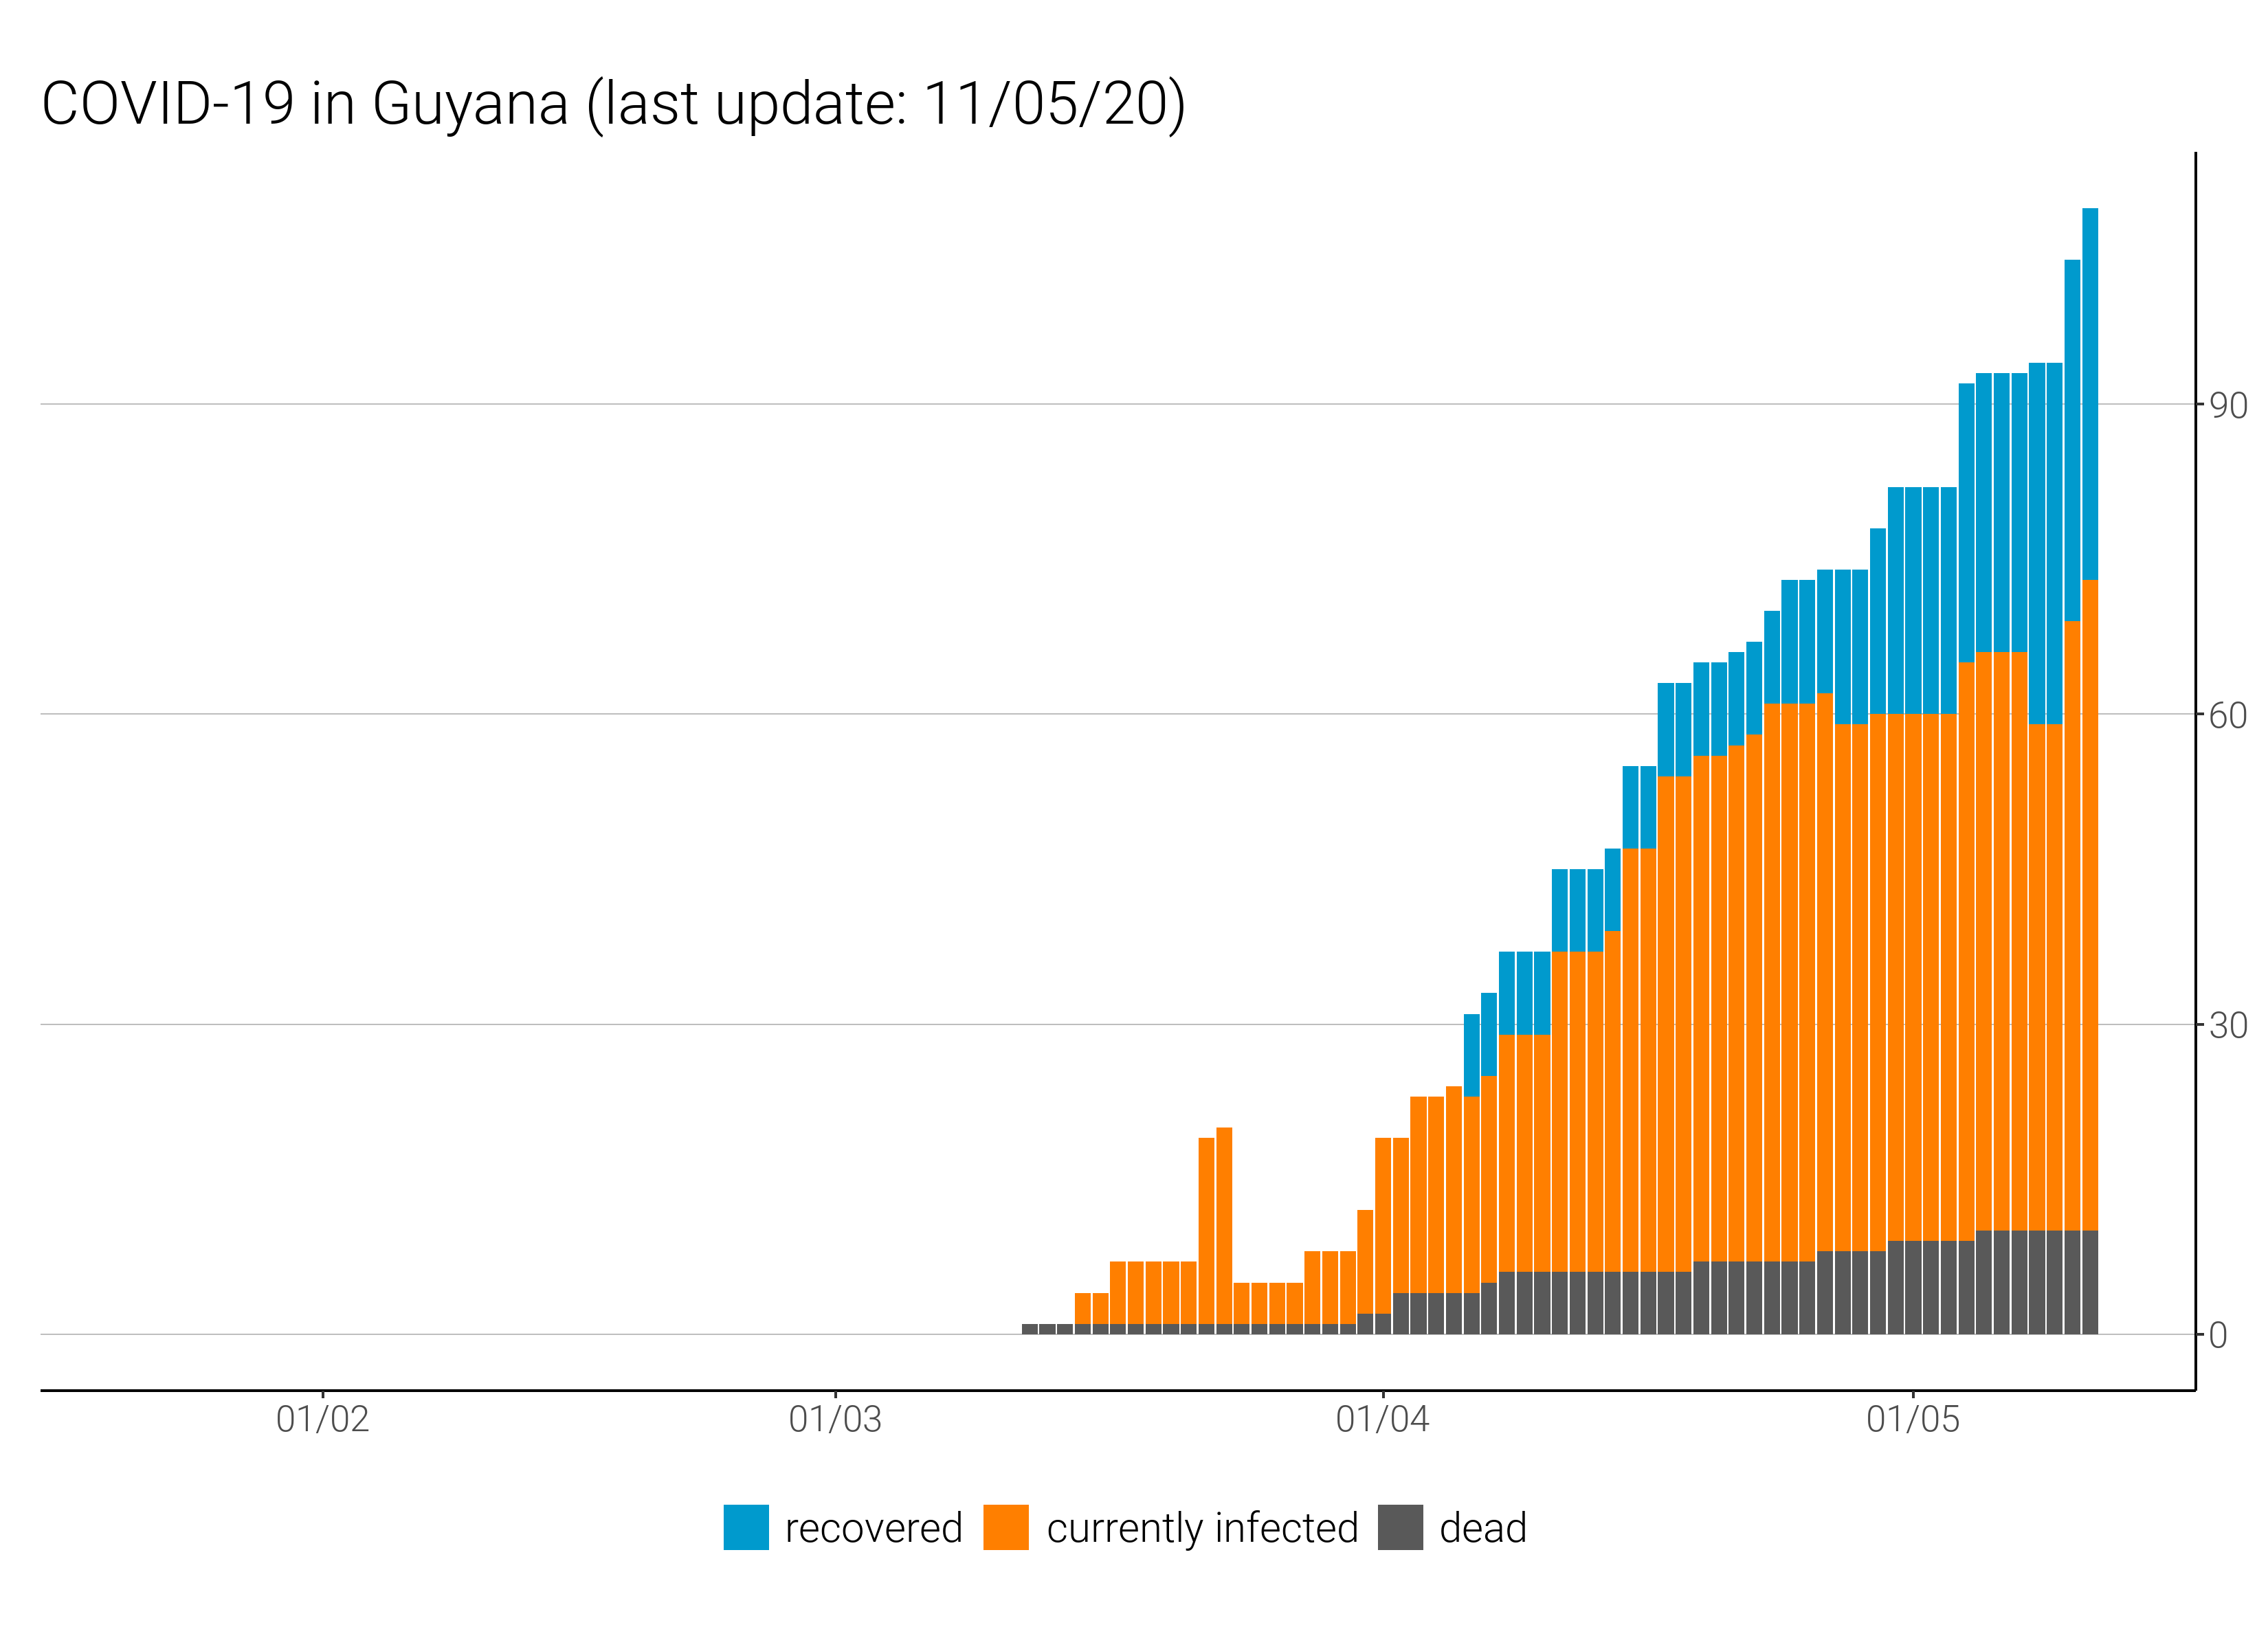 COVID-19 in Guyana (last update: 11/05/20)
90
60
30
0
01/02 01/03 01/04 01/05
recovered currently infected dead